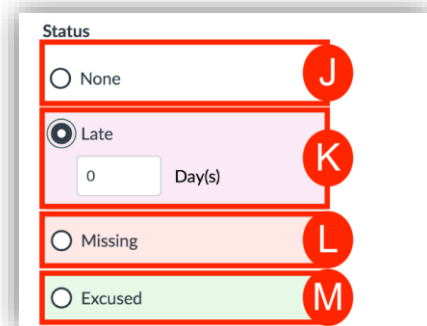 Status
None
J
Late
0 Day(s)
K
Missing
L
Excused
M